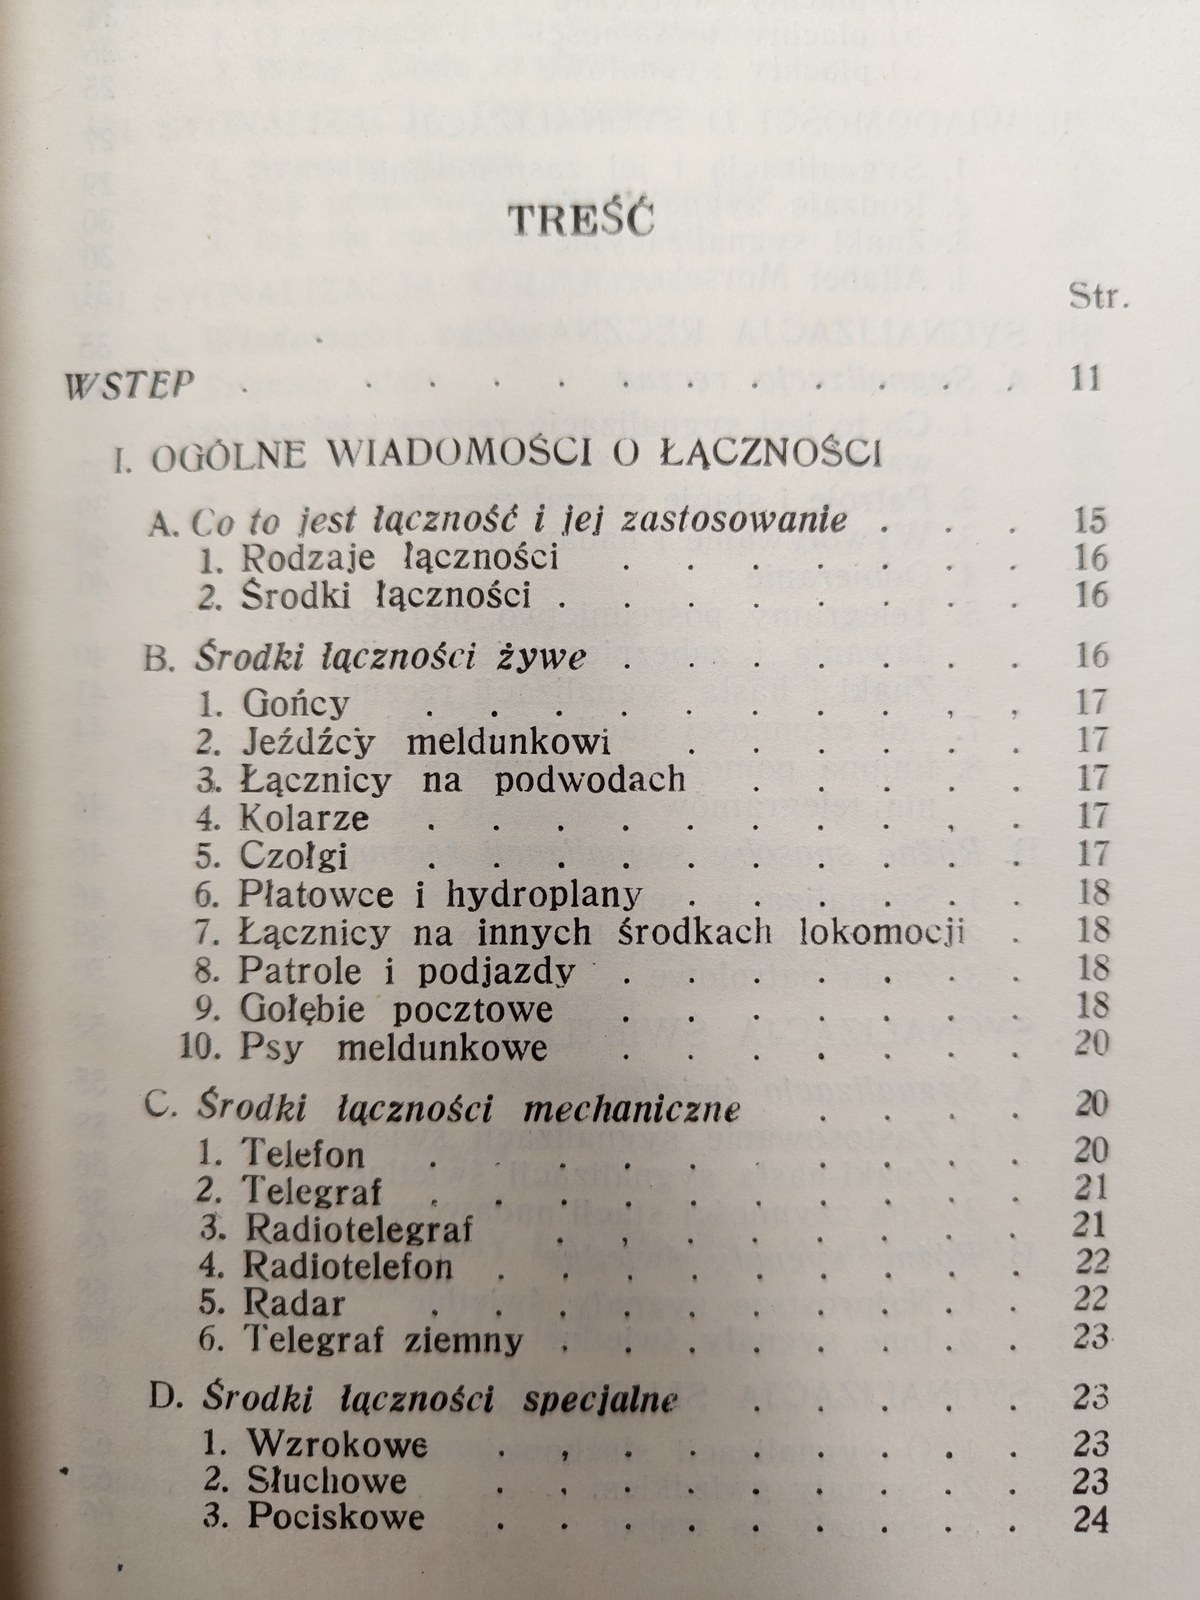 TREŚĆ
Str.
WSTĘP . . . . . . . . . . . . 11
I. OGÓLNE WIADOMOŚCI O ŁĄCZNOŚCI
A. Co to jest łączność i jej zastosowanie . . . 15
1. Rodzaje łączności . . . . . . . 16
2. Środki łączności . . . . . . . . 16
B. Środki łączności żywe . . . . . . . 16
1. Gońcy . . . . . . . . . . 17
2. Jeźdźcy meldunkowi . . . . . . 17
3. Łącznicy na podwodach . . . . . 17
4. Kolarze . . . . . . . . . . 17
5. Czołgi . . . . . . . . . . 17
6. Płatowce i hydroplany . . . . . . 18
7. Łącznicy na innych środkach lokomocji . 18
8. Patrole i podjazdy . . . . . . . 18
9. Gołębie pocztowe . . . . . . . 18
10. Psy meldunkowe . . . . . . . 20
C. Środki łączności mechaniczne . . . . 20
1. Telefon . . . . . . . . . . 20
2. Telegraf . . . . . . . . . . 21
3. Radiotelegraf . . . . . . . . 21
4. Radiotelefon . . . . . . . . . 22
5. Radar . . . . . . . . . . 22
6. Telegraf ziemny . . . . . . . . 23
D. Środki łączności specjalne . . . . . 23
1. Wzrokowe . . . . . . . . . 23
2. Słuchowe . . . . . . . . . 23
3. Pociskowe . . . . . . . . . 24